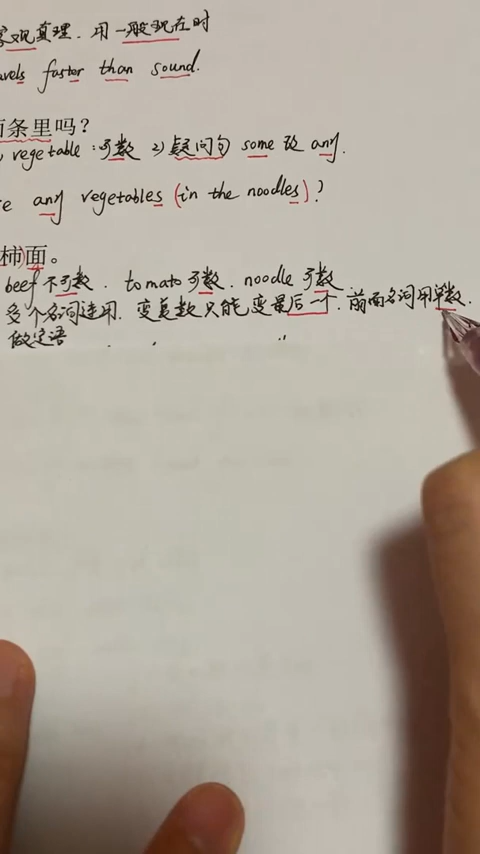 客观真理. 用一般现在时
avels faster than sound.
面条里吗?
vegetable:可数 2) 疑问句 some 改 any.
e any vegetables (in the noodles)?
柿)面。
beef 不可数. tomato 可数. noodle 可数
多个名词连用. 变复数只能变最后一个. 前面名词用单数.
做定语